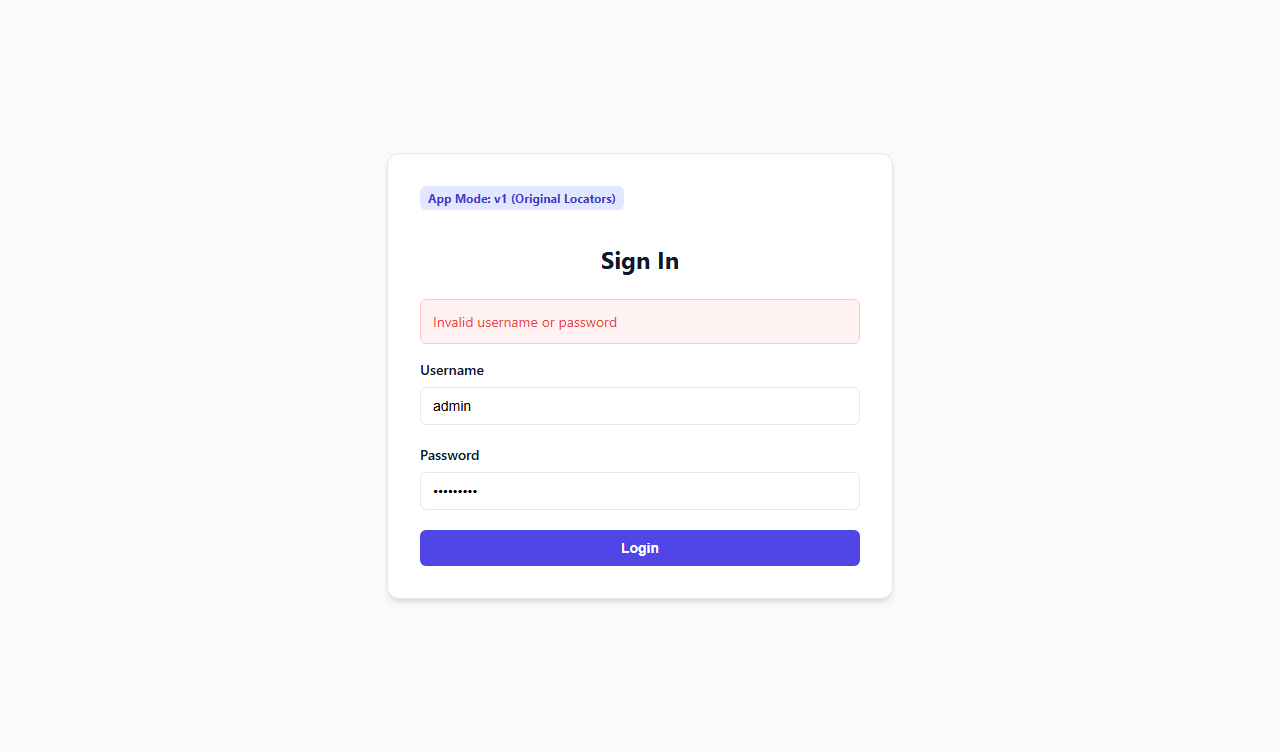 App Mode: v1 (Original Locators)
Sign In
Invalid username or password
Username
admin
Password
•••••••••
Login